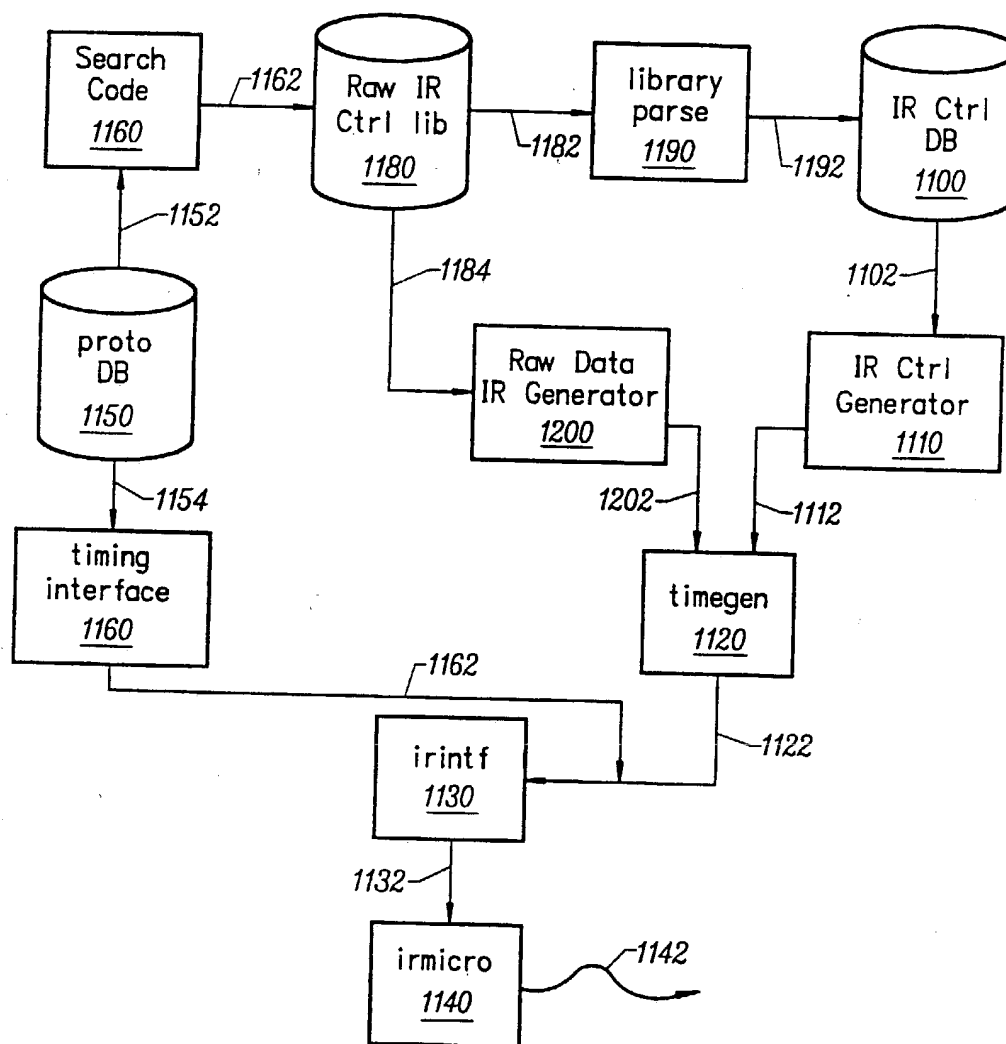 Search
Code
1160
1162
Raw IR
Ctrl lib
1180
1182
library
parse
1190
1192
IR Ctrl
DB
1100
1152
1184
1102
proto
DB
1150
Raw Data
IR Generator
1200
IR Ctrl
Generator
1110
1154
1202
1112
timing
interface
1160
timegen
1120
1162
1122
irintf
1130
1132
irmicro
1140
1142